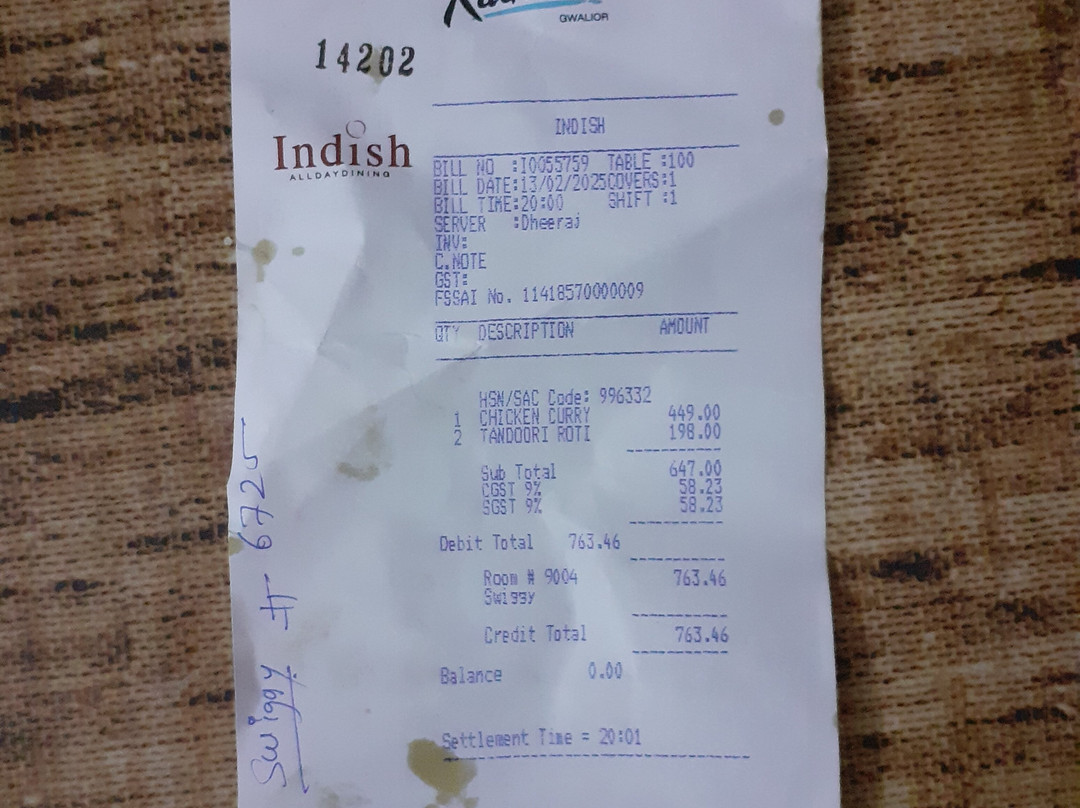 GWALIOR
14202
Indish
ALLDAYDINING
INDISH
BILL NO :I0055759 TABLE :100
BILL DATE:13/02/2025COVERS:1
BILL TIME:20:00 SHIFT :1
SERVER :Dheeraj
INV:
C.NOTE
GST:
FSSAI No. 11418570000009
QTY DESCRIPTION AMOUNT
HSN/SAC Code: 996332
1 CHICKEN CURRY 449.00
2 TANDOORI ROTI 198.00
Sub Total 647.00
CGST 9% 58.23
SGST 9% 58.23
Debit Total 763.46
Room # 9004 763.46
Swiggy
Credit Total 763.46
Balance 0.00
Settlement Time = 20:01
Swiggy # 6725